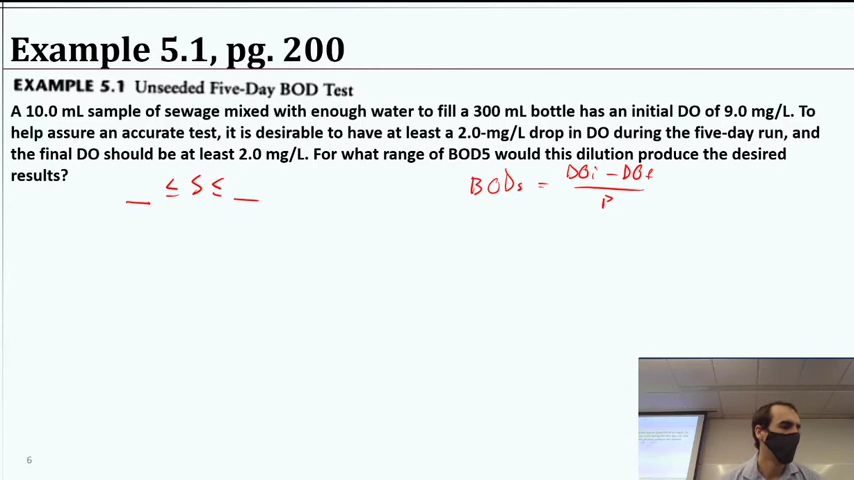 Example 5.1, pg. 200
EXAMPLE 5.1 Unseeded Five-Day BOD Test
A 10.0 mL sample of sewage mixed with enough water to fill a 300 mL bottle has an initial DO of 9.0 mg/L. To
help assure an accurate test, it is desirable to have at least a 2.0-mg/L drop in DO during the five-day run, and
the final DO should be at least 2.0 mg/L. For what range of BOD5 would this dilution produce the desired
results?
_ ≤ 5 ≤ _
BOD₅ = DOi - DOf
P
6